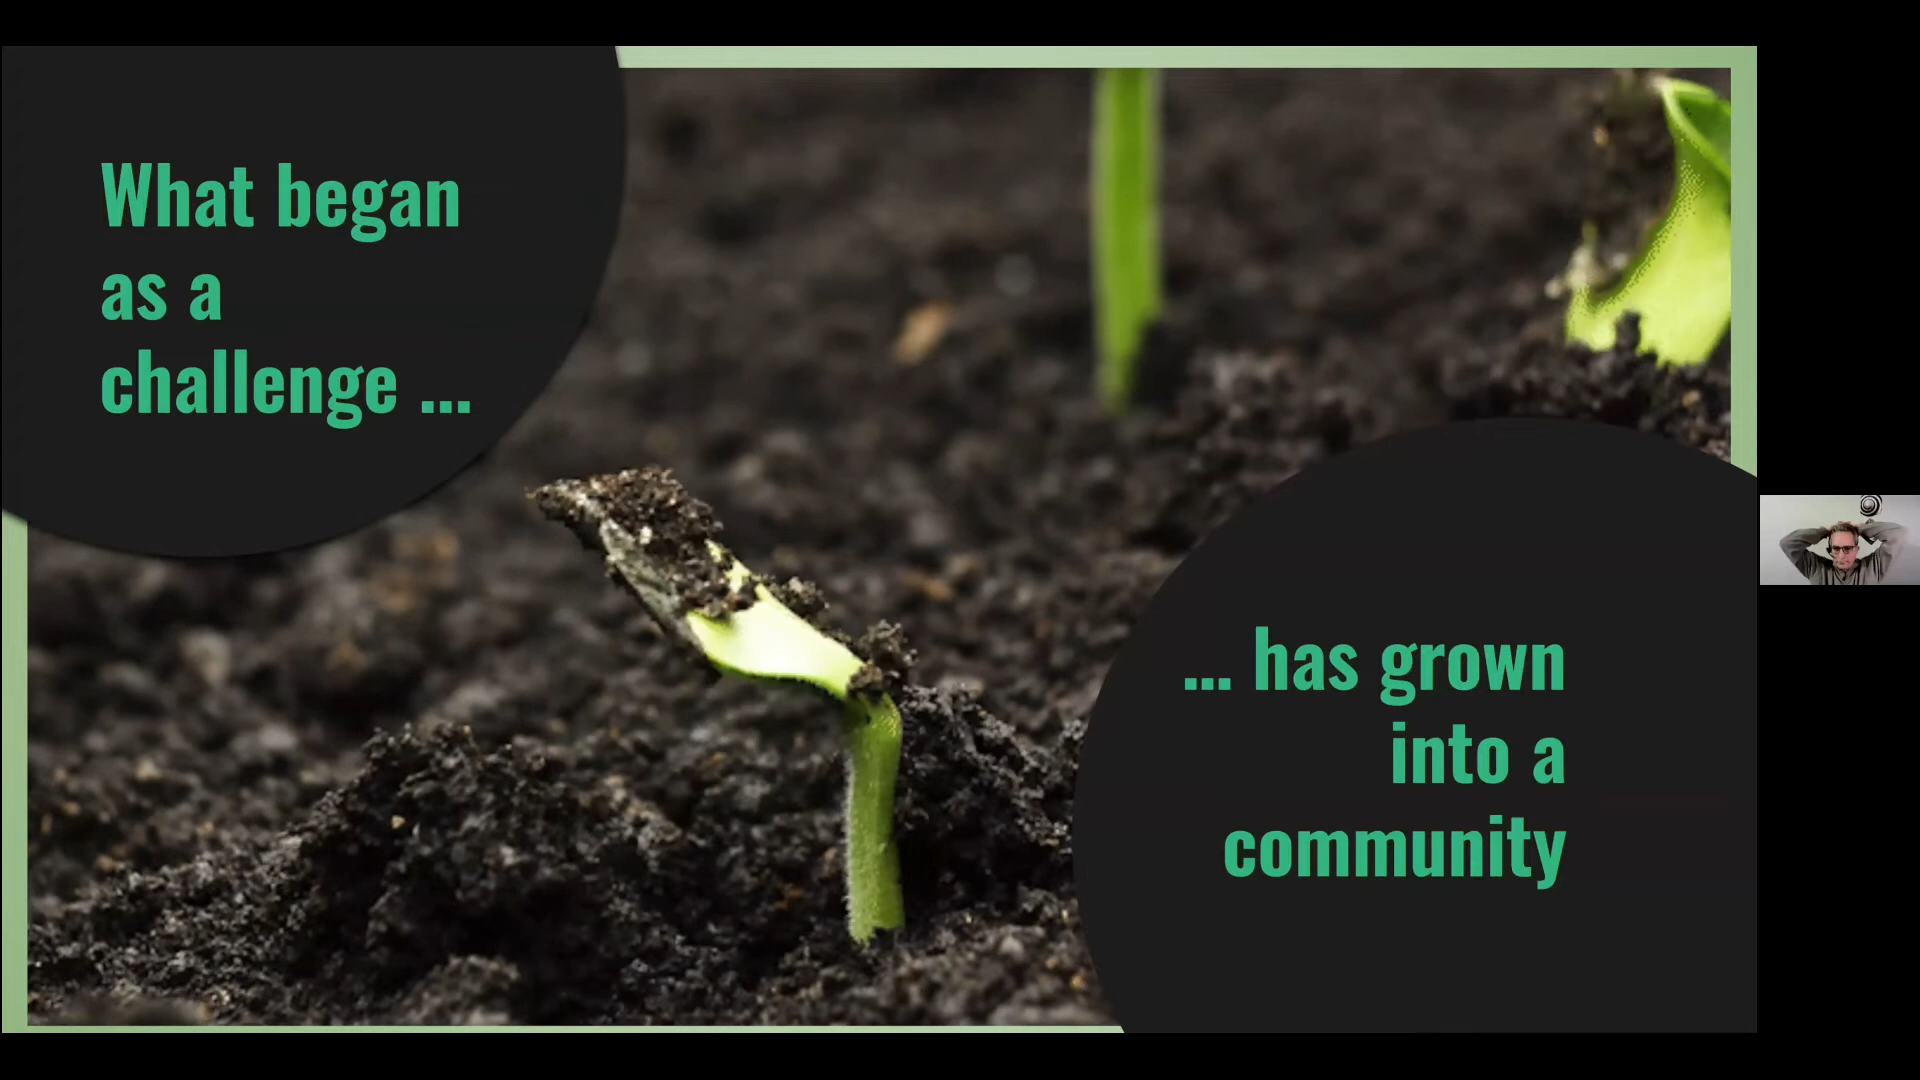 What began
as a
challenge ...
... has grown
into a
community